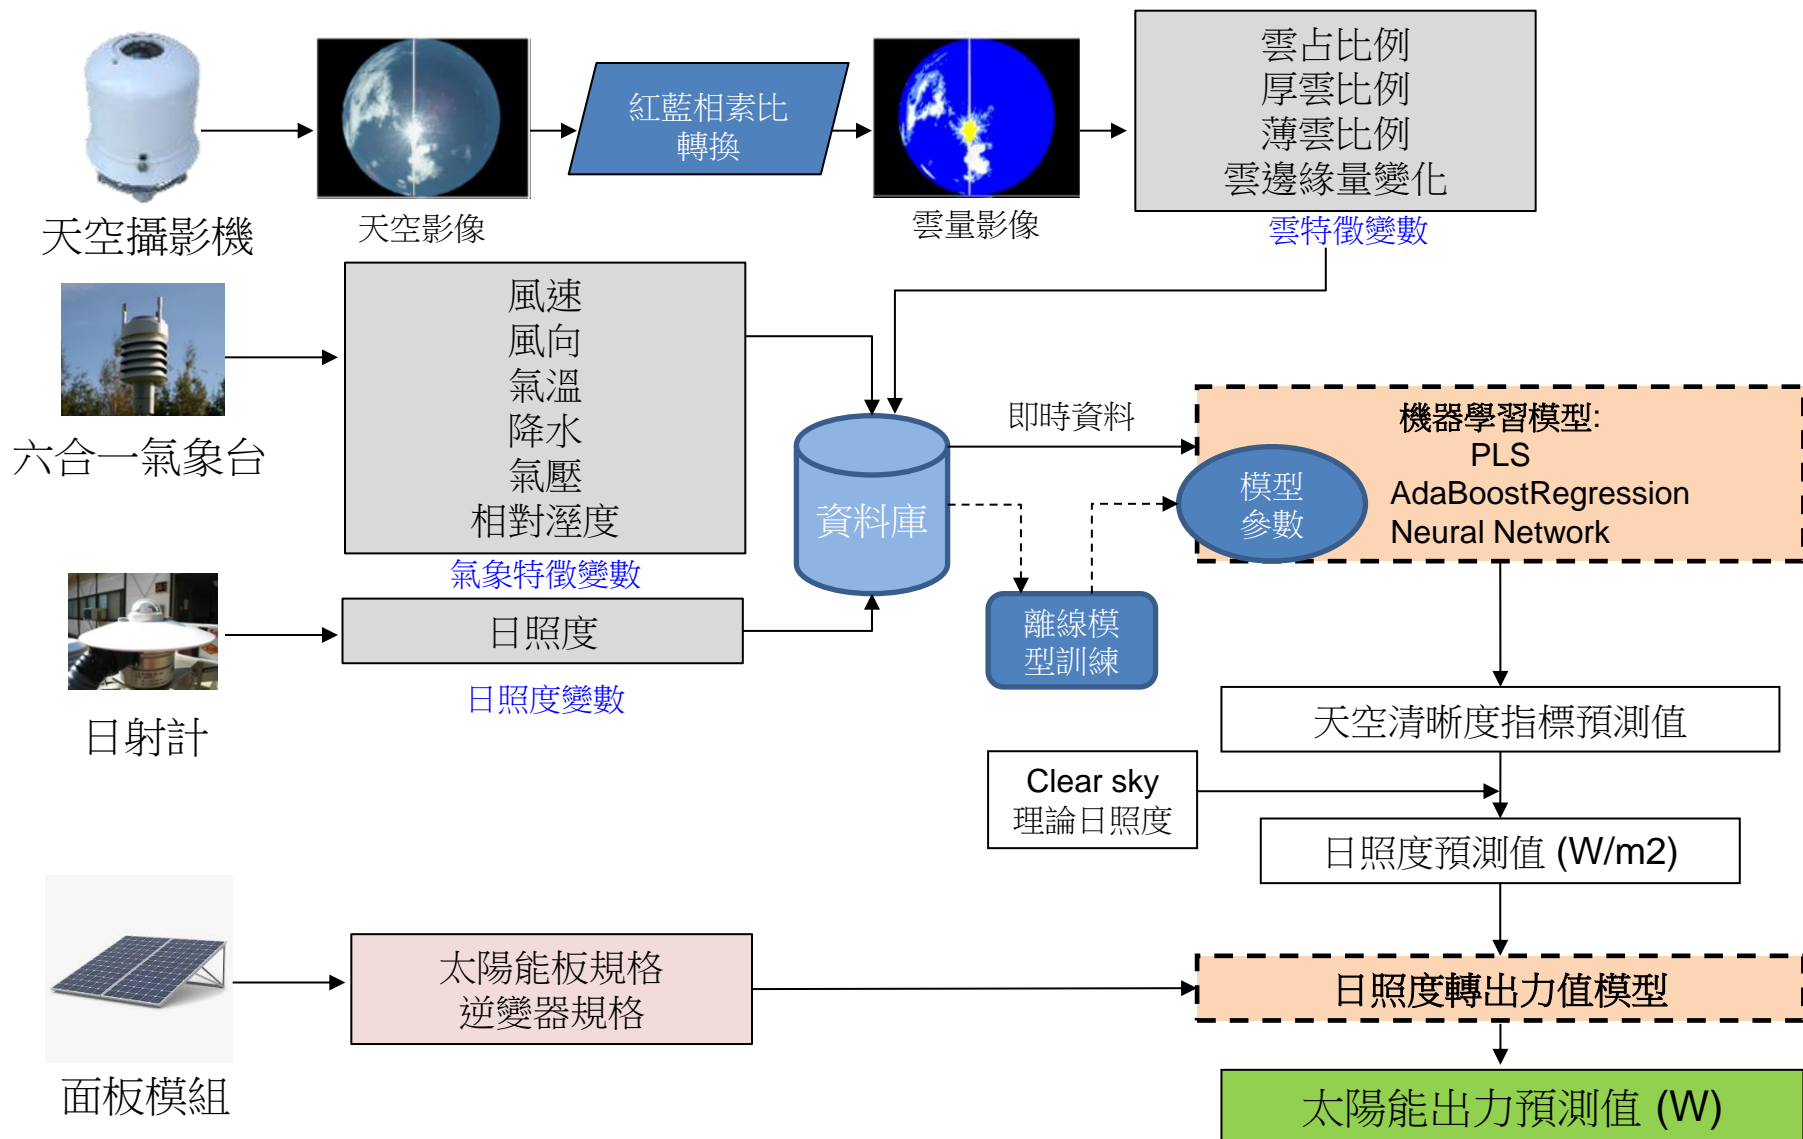 雲占比例
厚雲比例
薄雲比例
雲邊緣量變化
紅藍相素比
轉換
天空攝影機
天空影像
雲量影像
雲特徵變數
風速
風向
氣溫
降水
氣壓
相對溼度
六合一氣象台
氣象特徵變數
日照度
日照度變數
日射計
資料庫
即時資料
機器學習模型:
PLS
AdaBoostRegression
Neural Network
模型
參數
離線模
型訓練
天空清晰度指標預測值
Clear sky
理論日照度
日照度預測值 (W/m2)
太陽能板規格
逆變器規格
日照度轉出力值模型
面板模組
太陽能出力預測值 (W)